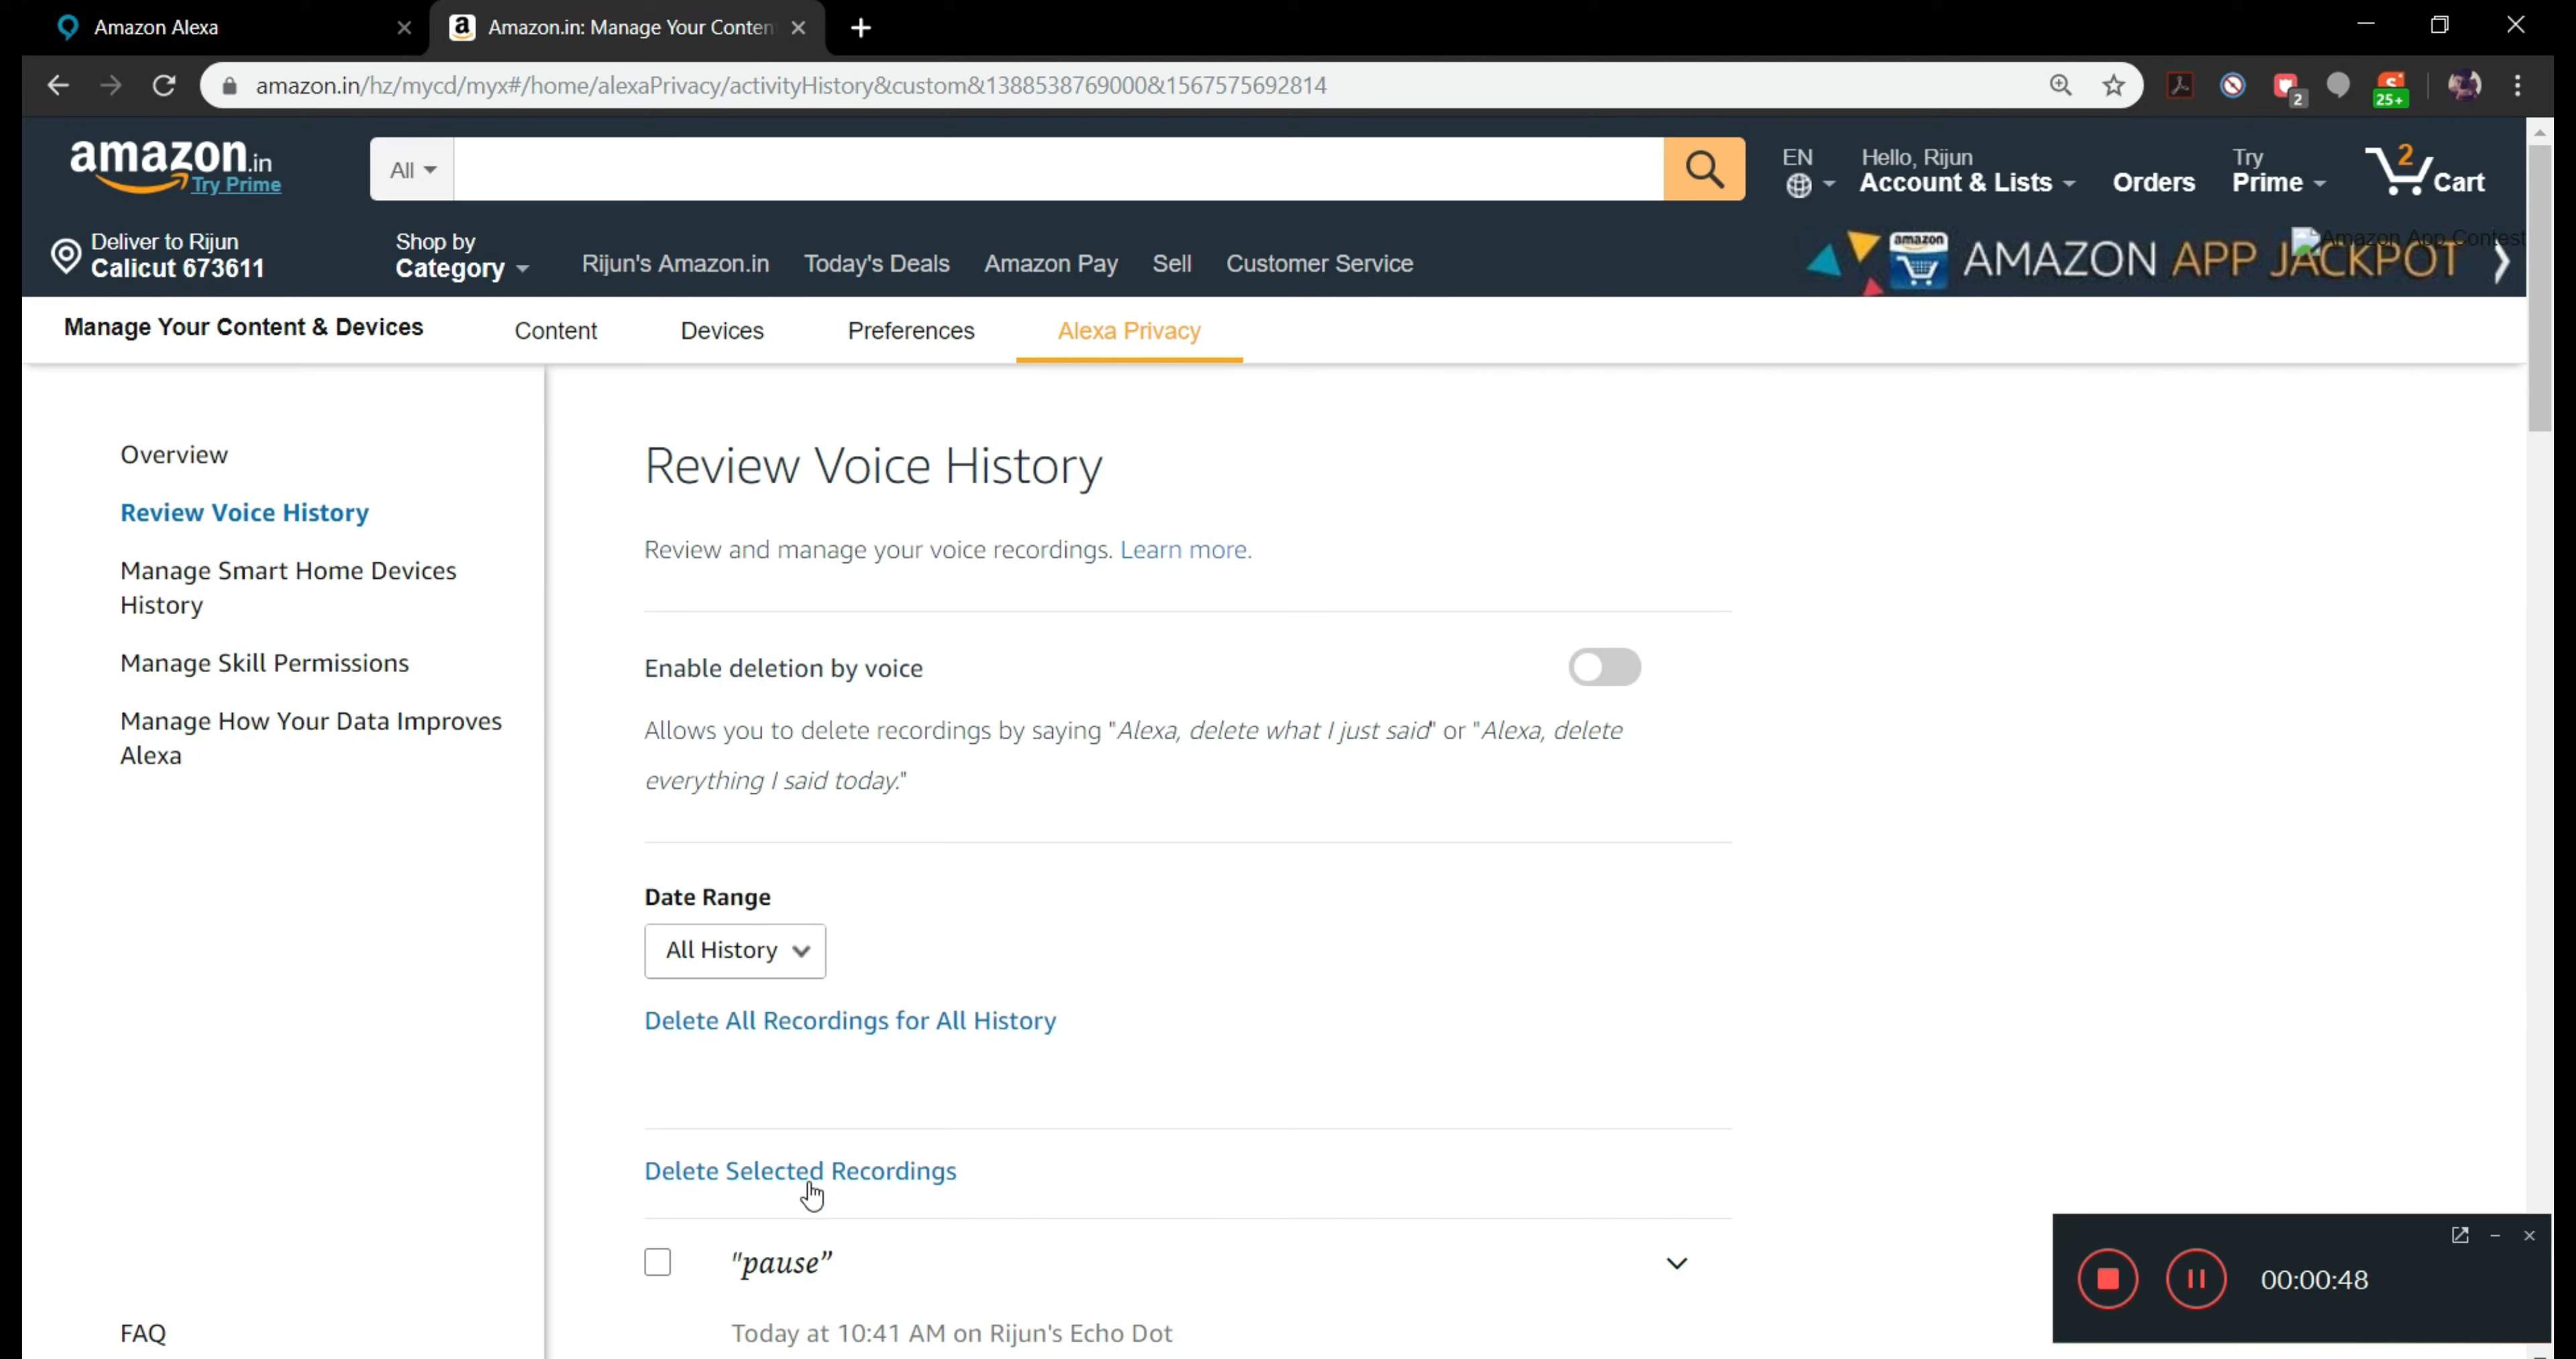 Amazon Alexa
Amazon.in: Manage Your Conten
amazon.in/hz/mycd/myx#/home/alexaPrivacy/activityHistory&custom&1388538769000&1567575692814
2
25+
amazon.in
Try Prime
All
EN
Hello, Rijun
Account & Lists
Orders
Try
Prime
2
Cart
Deliver to Rijun
Calicut 673611
Shop by
Category
Rijun's Amazon.in
Today's Deals
Amazon Pay
Sell
Customer Service
amazon
AMAZON APP JACKPOT
Amazon App Contest
Manage Your Content & Devices
Content
Devices
Preferences
Alexa Privacy
Overview
Review Voice History
Manage Smart Home Devices
History
Manage Skill Permissions
Manage How Your Data Improves
Alexa
FAQ
Review Voice History
Review and manage your voice recordings. Learn more.
Enable deletion by voice
Allows you to delete recordings by saying "Alexa, delete what I just said" or "Alexa, delete
everything I said today."
Date Range
All History
Delete All Recordings for All History
Delete Selected Recordings
"pause"
Today at 10:41 AM on Rijun's Echo Dot
00:00:48